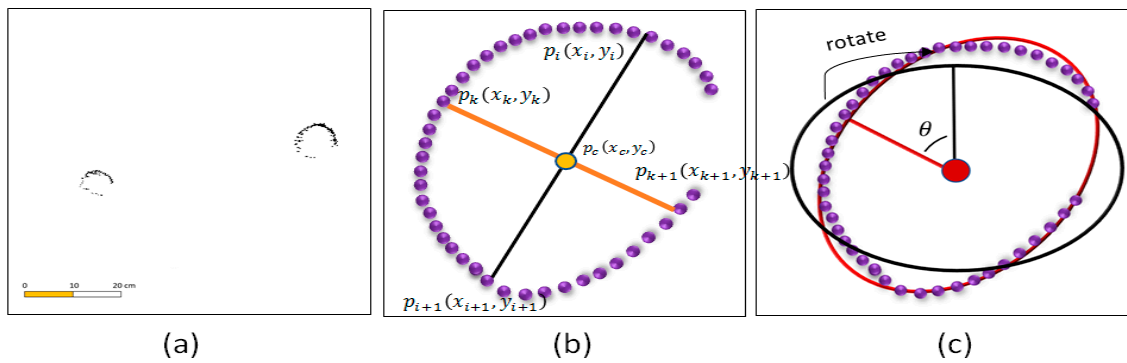 0 10 20 cm
(a)
p_i(x_i, y_i)
p_k(x_k, y_k)
p_c(x_c, y_c)
p_{k+1}(x_{k+1}, y_{k+1})
p_{i+1}(x_{i+1}, y_{i+1})
(b)
rotate
θ
(c)